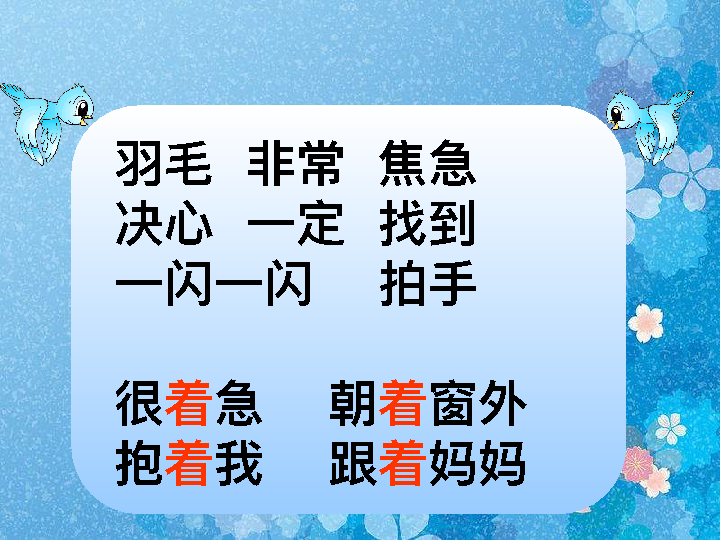 羽毛 非常 焦急
决心 一定 找到
一闪一闪 拍手
很着急 朝着窗外
抱着我 跟着妈妈